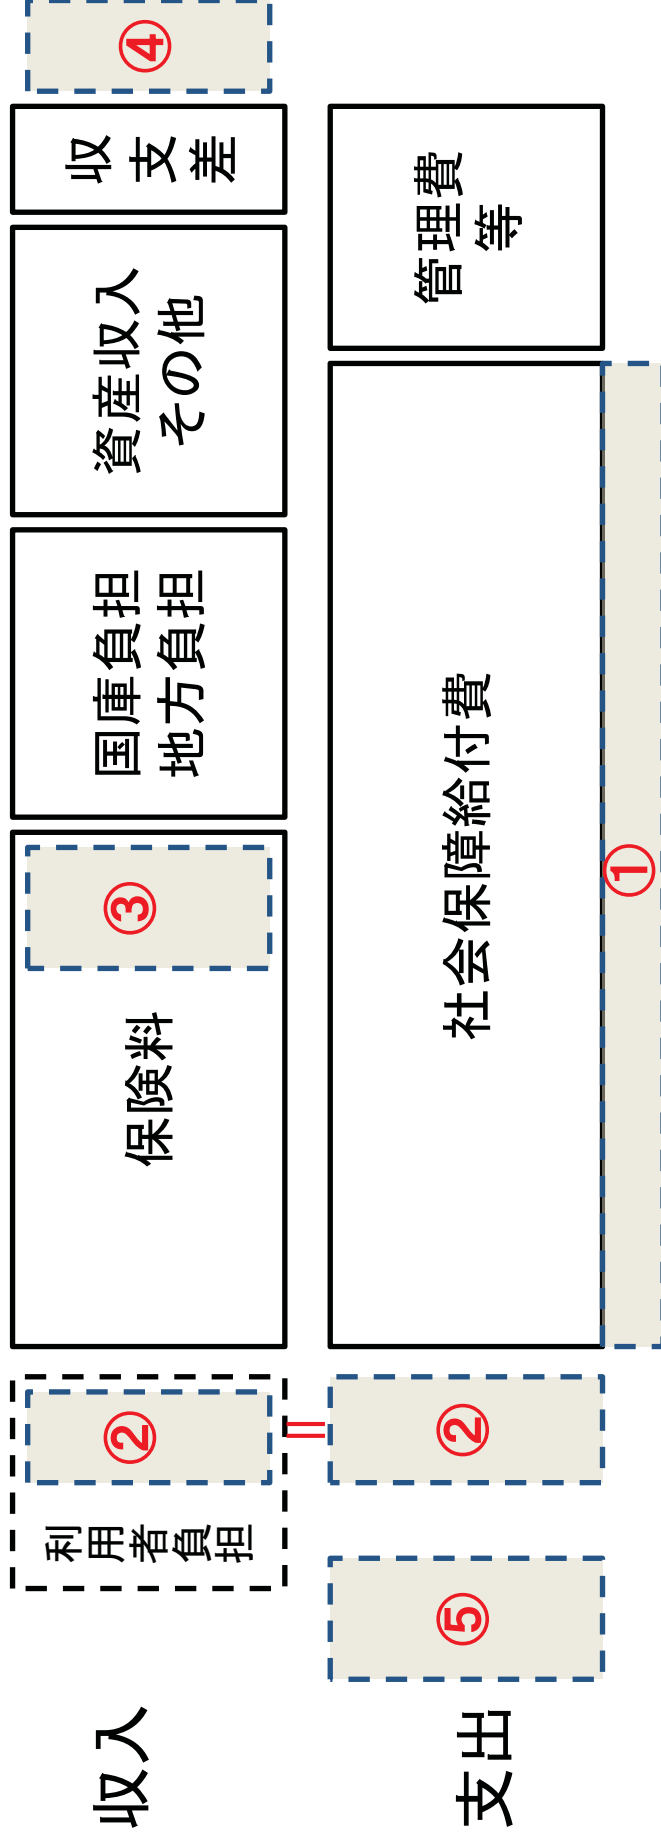 収入
利用者負担
②
保険料
③
国庫負担
地方負担
資産収入
その他
収
支
差
④
支出
⑤
②
社会保障給付費
①
管理費
等